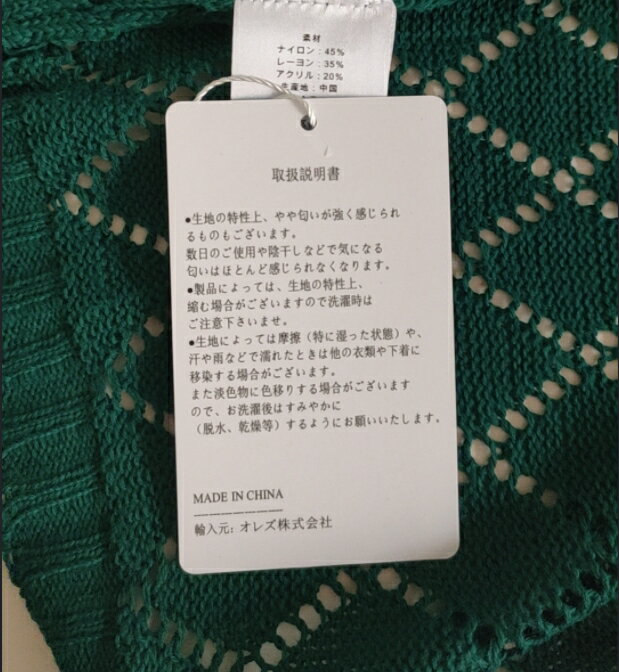 素材
ナイロン：45%
レーヨン：35%
アクリル：20%
生産地：中国
取扱説明書
●生地の特性上、やや匂いが強く感じられ
るものもございます。
数日のご使用や陰干しなどで気になる
匂いはほとんど感じられなくなります。
●製品によっては、生地の特性上、
縮む場合がございますので洗濯時は
ご注意下さいませ。
●生地によっては摩擦（特に湿った状態）や、
汗や雨などで濡れたときは他の衣類や下着に
移染する場合がございます。
また淡色物に色移りする場合がございます
ので、お洗濯後はすみやかに
（脱水、乾燥等）するようにお願いいたします。
MADE IN CHINA
--------------------
輸入元: オレズ株式会社